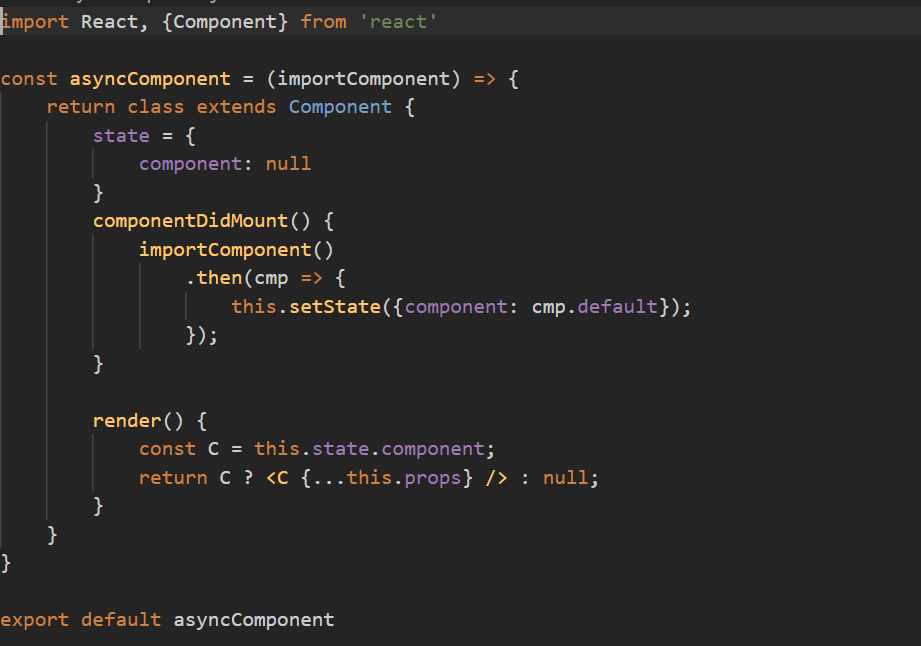 import React, {Component} from 'react'
const asyncComponent = (importComponent) => {
return class extends Component {
state = {
component: null
}
componentDidMount() {
importComponent()
.then(cmp => {
this.setState({component: cmp.default});
});
}
render() {
const C = this.state.component;
return C ? <C {...this.props} /> : null;
}
}
}
export default asyncComponent